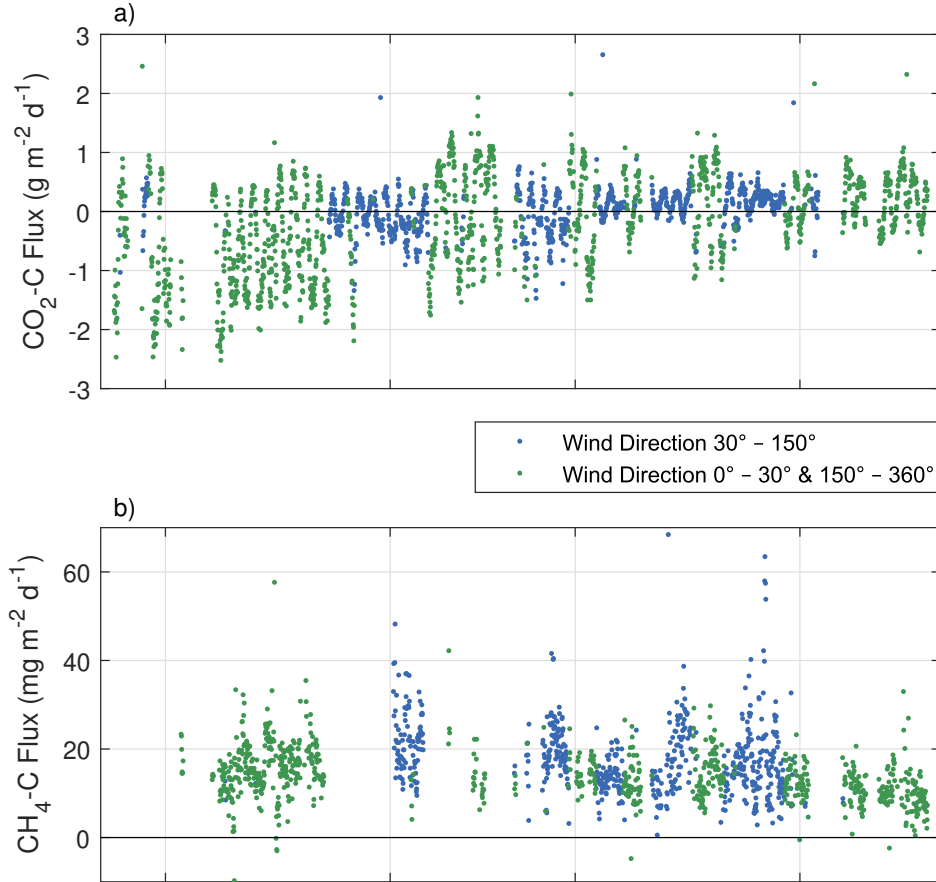 a)
3
2
1
0
-1
-2
-3
CO2-C Flux (g m-2 d-1)
Wind Direction 30° – 150°
Wind Direction 0° – 30° & 150° – 360°
b)
60
40
20
0
CH4-C Flux (mg m-2 d-1)